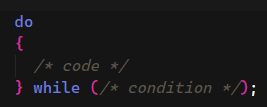 do
{
/* code */
} while (/* condition */);